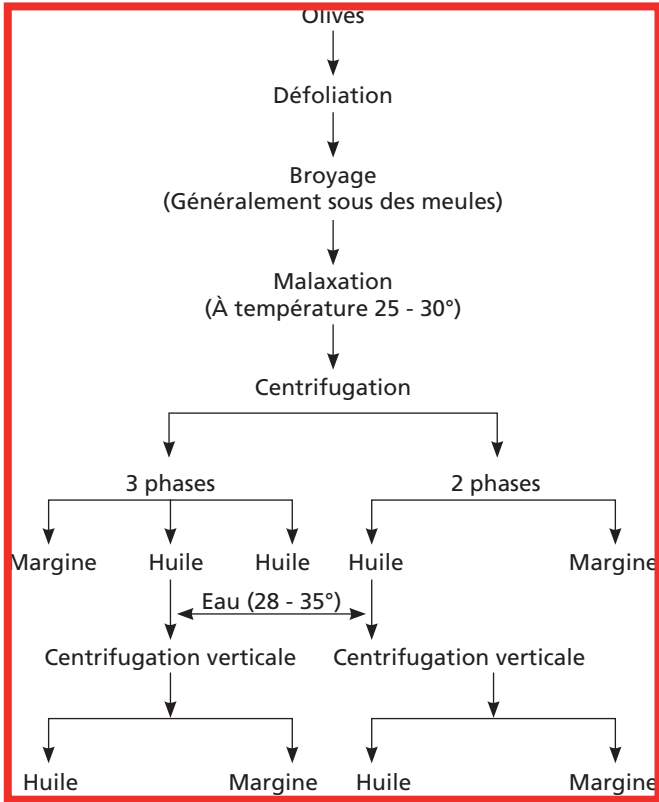 Olives
Défoliation
Broyage
(Généralement sous des meules)
Malaxation
(À température 25 - 30°)
Centrifugation
3 phases
2 phases
Margine
Huile
Huile
Huile
Margine
Eau (28 - 35°)
Centrifugation verticale
Centrifugation verticale
Huile
Margine
Huile
Margine